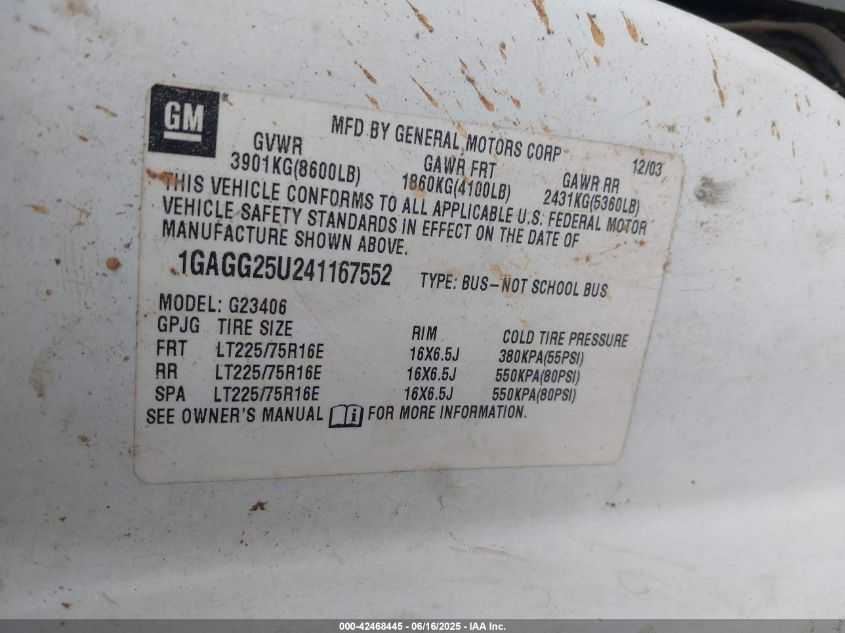 GM
MFD BY GENERAL MOTORS CORP 12/03
GVWR GAWR FRT GAWR RR
3901KG(8600LB) 1860KG(4100LB) 2431KG(5360LB)
THIS VEHICLE CONFORMS TO ALL APPLICABLE U.S. FEDERAL MOTOR
VEHICLE SAFETY STANDARDS IN EFFECT ON THE DATE OF
MANUFACTURE SHOWN ABOVE.
1GAGG25U241167552 TYPE: BUS-NOT SCHOOL BUS
MODEL: G23406
GPJG TIRE SIZE RIM COLD TIRE PRESSURE
FRT LT225/75R16E 16X6.5J 380KPA(55PSI)
RR LT225/75R16E 16X6.5J 550KPA(80PSI)
SPA LT225/75R16E 16X6.5J 550KPA(80PSI)
SEE OWNER'S MANUAL FOR MORE INFORMATION.
000-42468445 - 06/16/2025 - IAA Inc.